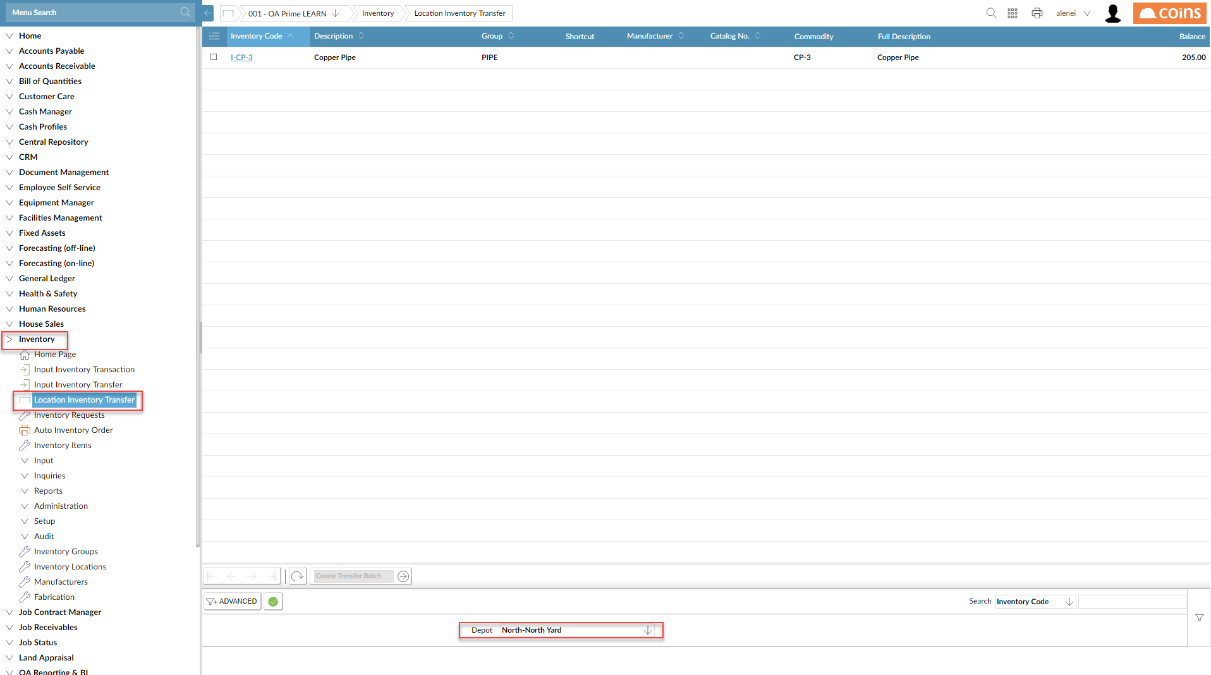 Menu Search
001 - OA Prime LEARN
Inventory
Location Inventory Transfer
alenei
coins
Home
Accounts Payable
Accounts Receivable
Bill of Quantities
Customer Care
Cash Manager
Cash Profiles
Central Repository
CRM
Document Management
Employee Self Service
Equipment Manager
Facilities Management
Fixed Assets
Forecasting (off-line)
Forecasting (on-line)
General Ledger
Health & Safety
Human Resources
House Sales
Inventory
Home Page
Input Inventory Transaction
Input Inventory Transfer
Location Inventory Transfer
Inventory Requests
Auto Inventory Order
Inventory Items
Input
Inquiries
Reports
Administration
Setup
Audit
Inventory Groups
Inventory Locations
Manufacturers
Fabrication
Job Contract Manager
Job Receivables
Job Status
Land Appraisal
OA Reporting & BI
Inventory Code Description Group Shortcut Manufacturer Catalog No. Commodity Full Description Balance
I-CP-3 Copper Pipe PIPE CP-3 Copper Pipe 205.00
Create Transfer Batch
ADVANCED
Search Inventory Code
Depot North-North Yard